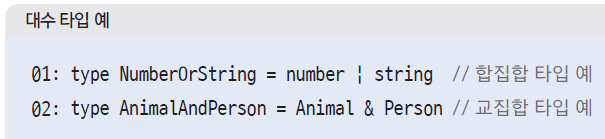 대수 타입 예
01: type NumberOrString = number ¦ string // 합집합 타입 예
02: type AnimalAndPerson = Animal & Person // 교집합 타입 예